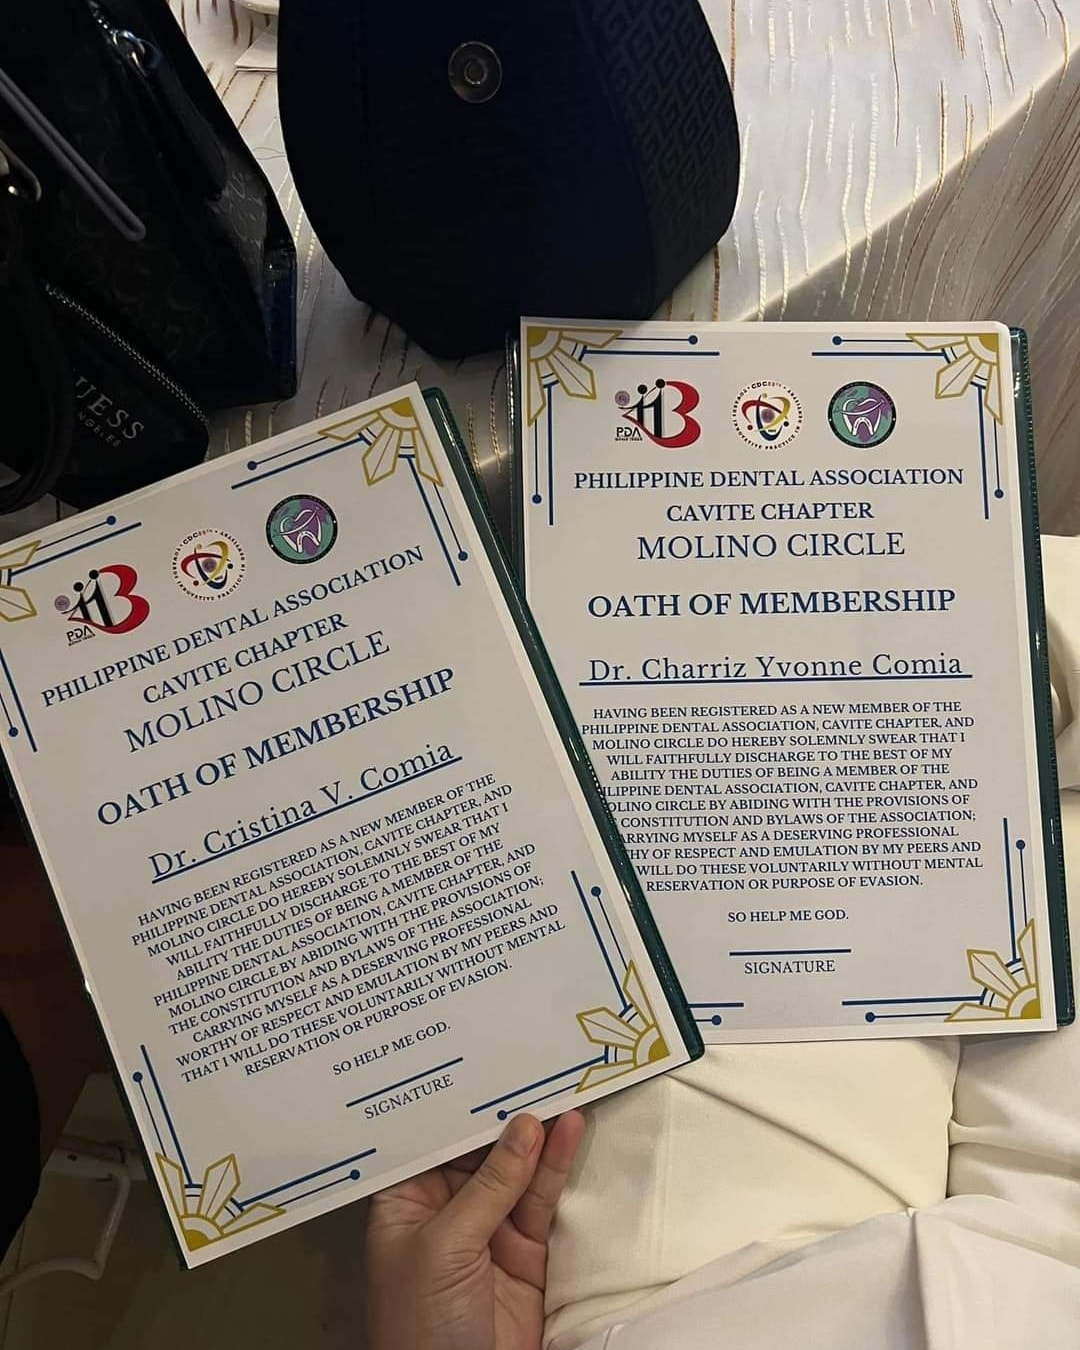 JESS
NGELES
PDA
PHILIPPINE DENTAL ASSOCIATION
CAVITE CHAPTER
MOLINO CIRCLE
OATH OF MEMBERSHIP
Dr. Cristina V. Comia
HAVING BEEN REGISTERED AS A NEW MEMBER OF THE
PHILIPPINE DENTAL ASSOCIATION, CAVITE CHAPTER, AND
MOLINO CIRCLE DO HEREBY SOLEMNLY SWEAR THAT I
WILL FAITHFULLY DISCHARGE TO THE BEST OF MY
ABILITY THE DUTIES OF BEING A MEMBER OF THE
PHILIPPINE DENTAL ASSOCIATION, CAVITE CHAPTER, AND
MOLINO CIRCLE BY ABIDING WITH THE PROVISIONS OF
THE CONSTITUTION AND BYLAWS OF THE ASSOCIATION;
CARRYING MYSELF AS A DESERVING PROFESSIONAL
WORTHY OF RESPECT AND EMULATION BY MY PEERS AND
THAT I WILL DO THESE VOLUNTARILY WITHOUT MENTAL
RESERVATION OR PURPOSE OF EVASION.
SO HELP ME GOD.
SIGNATURE
PDA
PHILIPPINE DENTAL ASSOCIATION
CAVITE CHAPTER
MOLINO CIRCLE
OATH OF MEMBERSHIP
Dr. Charriz Yvonne Comia
HAVING BEEN REGISTERED AS A NEW MEMBER OF THE
PHILIPPINE DENTAL ASSOCIATION, CAVITE CHAPTER, AND
MOLINO CIRCLE DO HEREBY SOLEMNLY SWEAR THAT I
WILL FAITHFULLY DISCHARGE TO THE BEST OF MY
ABILITY THE DUTIES OF BEING A MEMBER OF THE
ILIPPINE DENTAL ASSOCIATION, CAVITE CHAPTER, AND
OLINO CIRCLE BY ABIDING WITH THE PROVISIONS OF
CONSTITUTION AND BYLAWS OF THE ASSOCIATION;
ARRYING MYSELF AS A DESERVING PROFESSIONAL
HY OF RESPECT AND EMULATION BY MY PEERS AND
WILL DO THESE VOLUNTARILY WITHOUT MENTAL
RESERVATION OR PURPOSE OF EVASION.
SO HELP ME GOD.
SIGNATURE